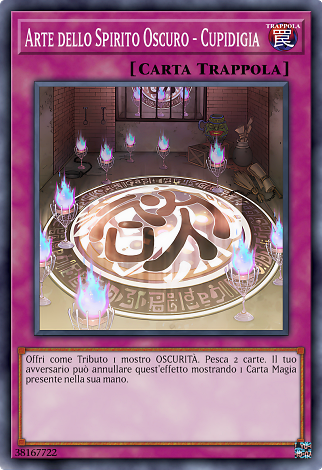 Arte dello Spirito Oscuro - Cupidigia
TRAPPOLA
罠
[Carta Trappola]
Offri come Tributo 1 mostro OSCURITÀ. Pesca 2 carte. Il tuo
avversario può annullare quest'effetto mostrando 1 Carta Magia
presente nella sua mano.
38167722